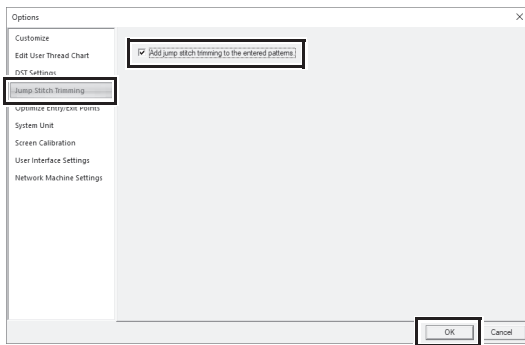 Options
Customize
Edit User Thread Chart
DST Settings
Jump Stitch Trimming
Optimize Entry/Exit Points
System Unit
Screen Calibration
User Interface Settings
Network Machine Settings
Add jump stitch trimming to the entered patterns.
OK
Cancel